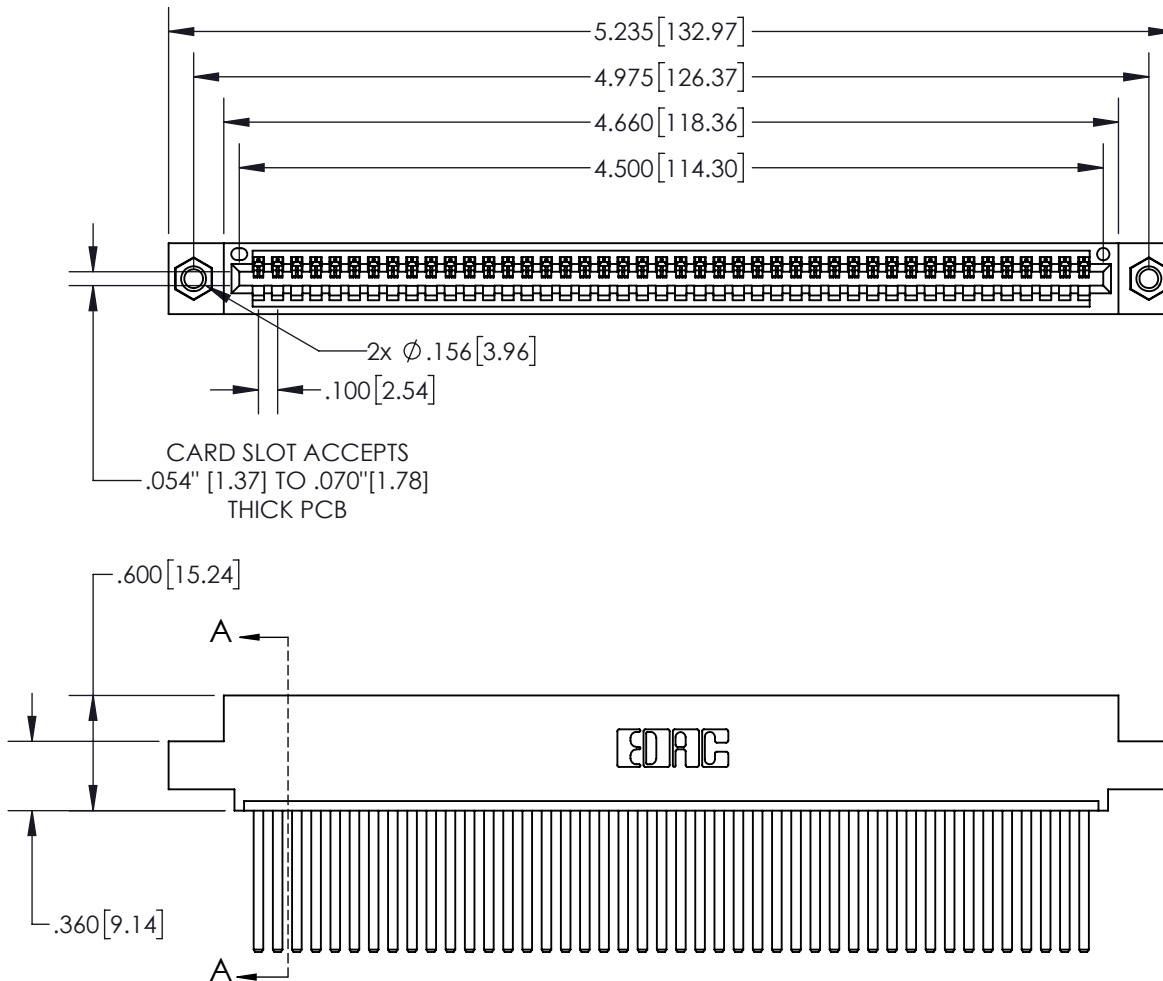 5.235[132.97]
4.975[126.37]
4.660[118.36]
4.500[114.30]
2x Ø.156[3.96]
.100[2.54]
CARD SLOT ACCEPTS
.054" [1.37] TO .070"[1.78]
THICK PCB
.600[15.24]
A
EDAC
.360[9.14]
A